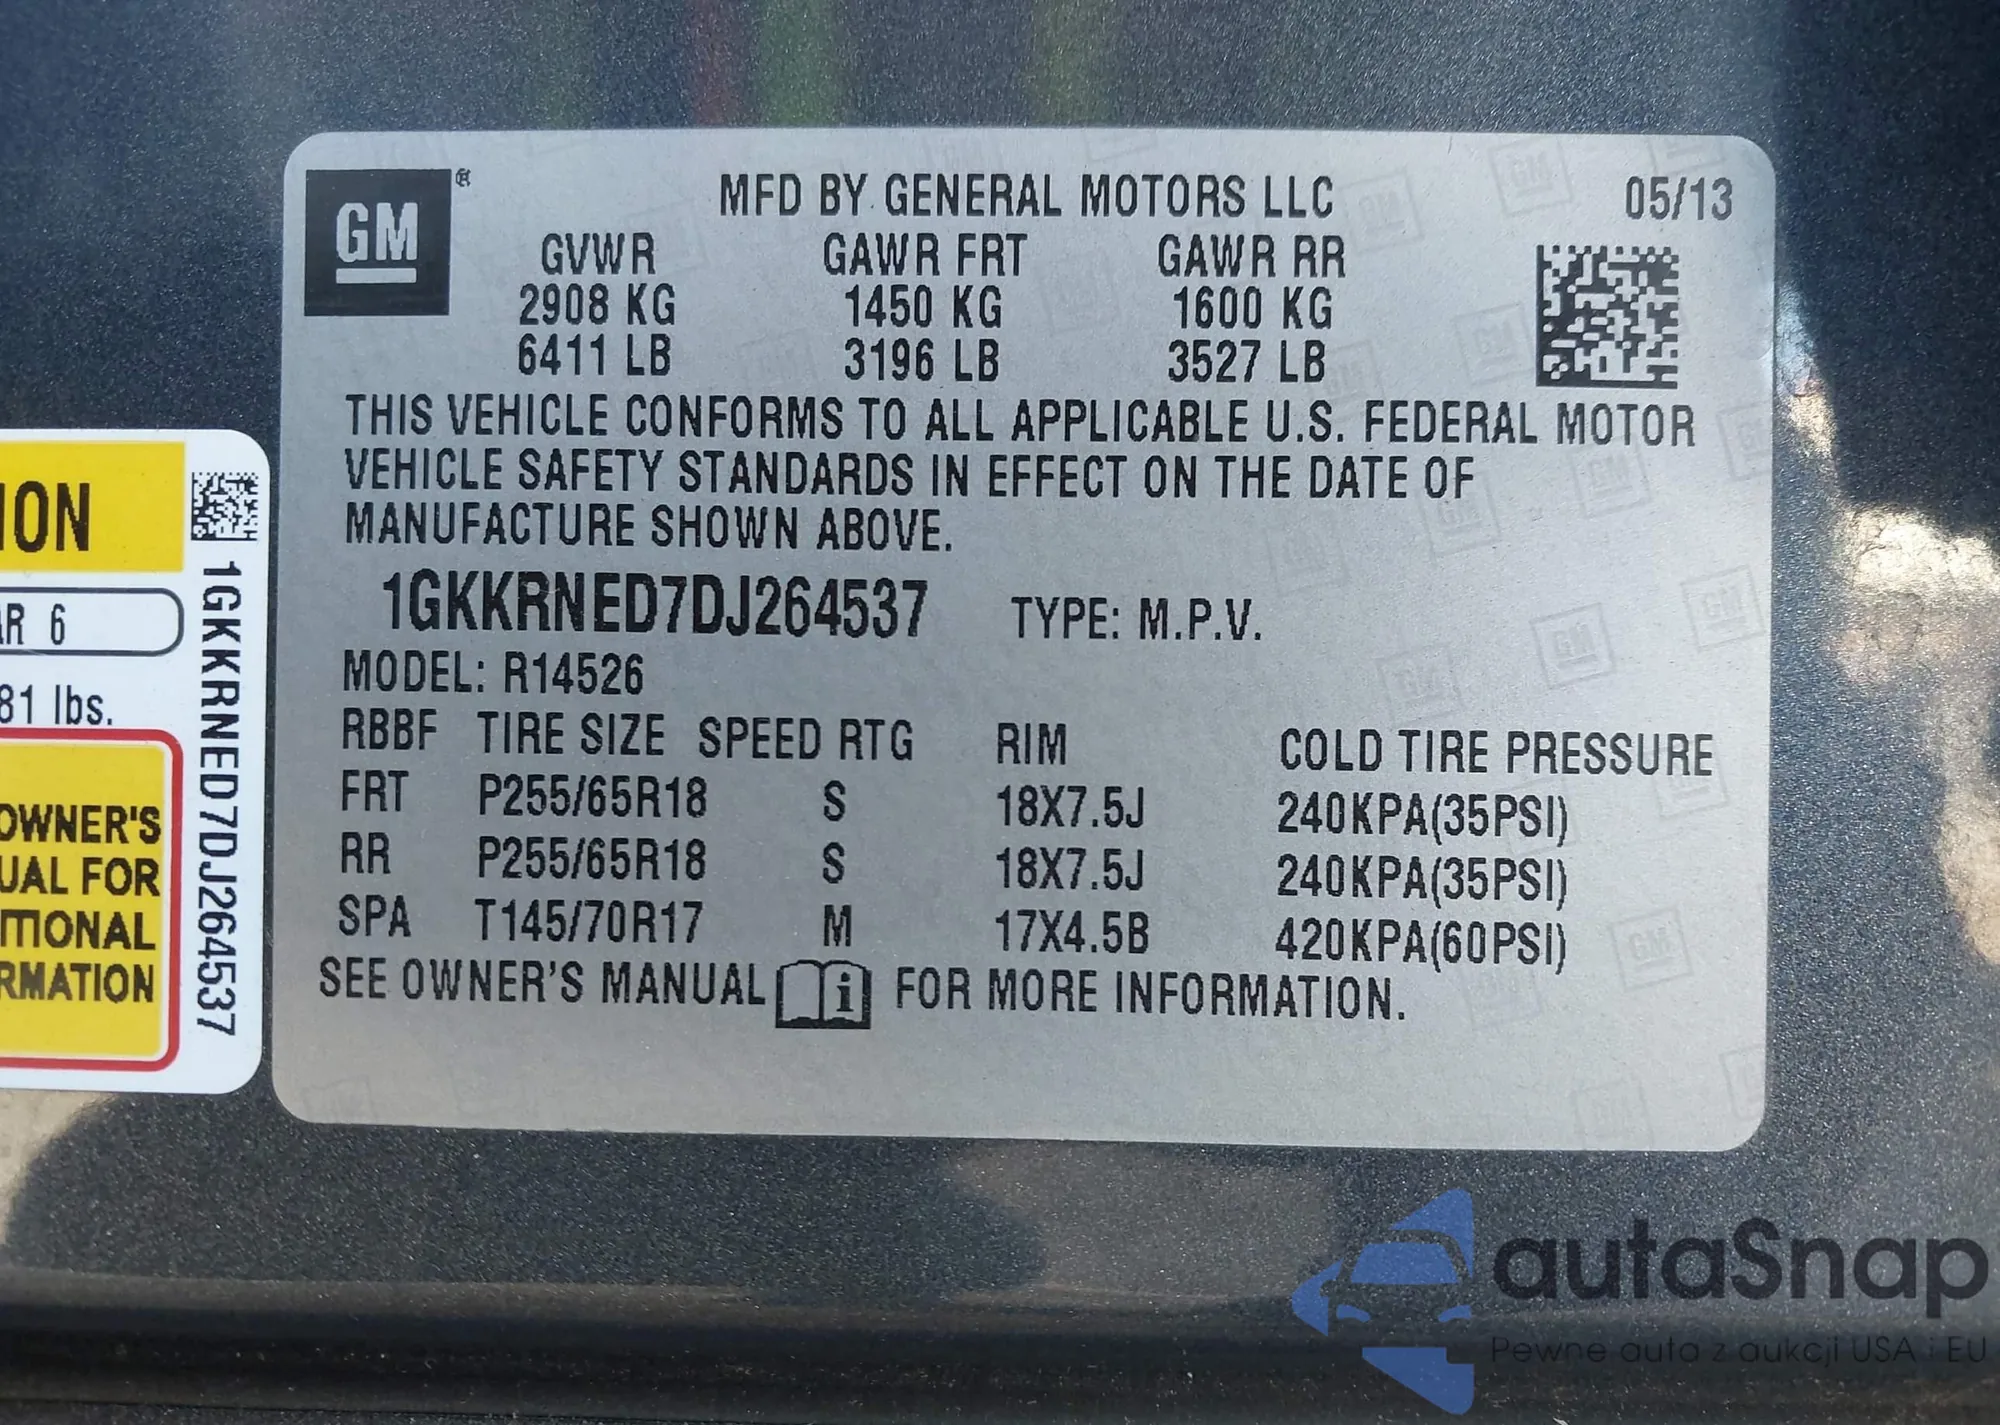 GM
MFD BY GENERAL MOTORS LLC 05/13
GVWR GAWR FRT GAWR RR
2908 KG 1450 KG 1600 KG
6411 LB 3196 LB 3527 LB
THIS VEHICLE CONFORMS TO ALL APPLICABLE U.S. FEDERAL MOTOR
VEHICLE SAFETY STANDARDS IN EFFECT ON THE DATE OF
MANUFACTURE SHOWN ABOVE.
1GKKRNED7DJ264537 TYPE: M.P.V.
MODEL: R14526
RBBF TIRE SIZE SPEED RTG RIM COLD TIRE PRESSURE
FRT P255/65R18 S 18X7.5J 240KPA(35PSI)
RR P255/65R18 S 18X7.5J 240KPA(35PSI)
SPA T145/70R17 M 17X4.5B 420KPA(60PSI)
SEE OWNER'S MANUAL i FOR MORE INFORMATION.
ION
AR 6
81 lbs.
OWNER'S
UAL FOR
ITIONAL
RMATION
1GKKRNED7DJ264537
autaSnap
Pewne auta z aukcji USA i EU